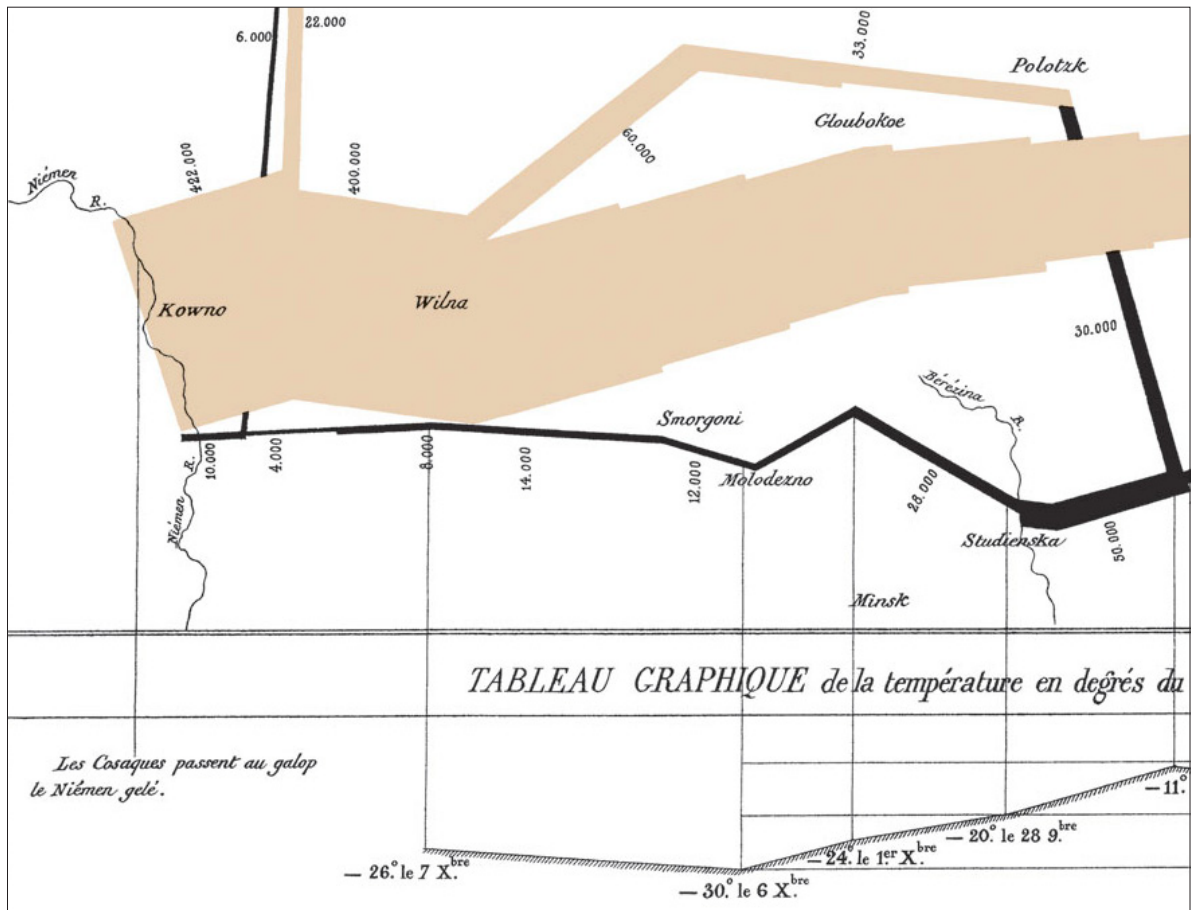 6.000
22.000
33.000
Polotzk
Gloubokoe
60.000
422.000
400.000
Niémen
R.
Kowno
Wilna
30.000
Bérézina
R.
Smorgoni
10.000
4.000
8.000
14.000
12.000
Molodezno
28.000
R.
Niémen
Studienska
50.000
Minsk
TABLEAU GRAPHIQUE de la température en degrés du
Les Cosaques passent au galop
le Niémen gelé.
— 11°.
— 20°. le 28 9.bre
— 24°. le 1.er X.bre
— 26°. le 7 X.bre
— 30°. le 6 X.bre